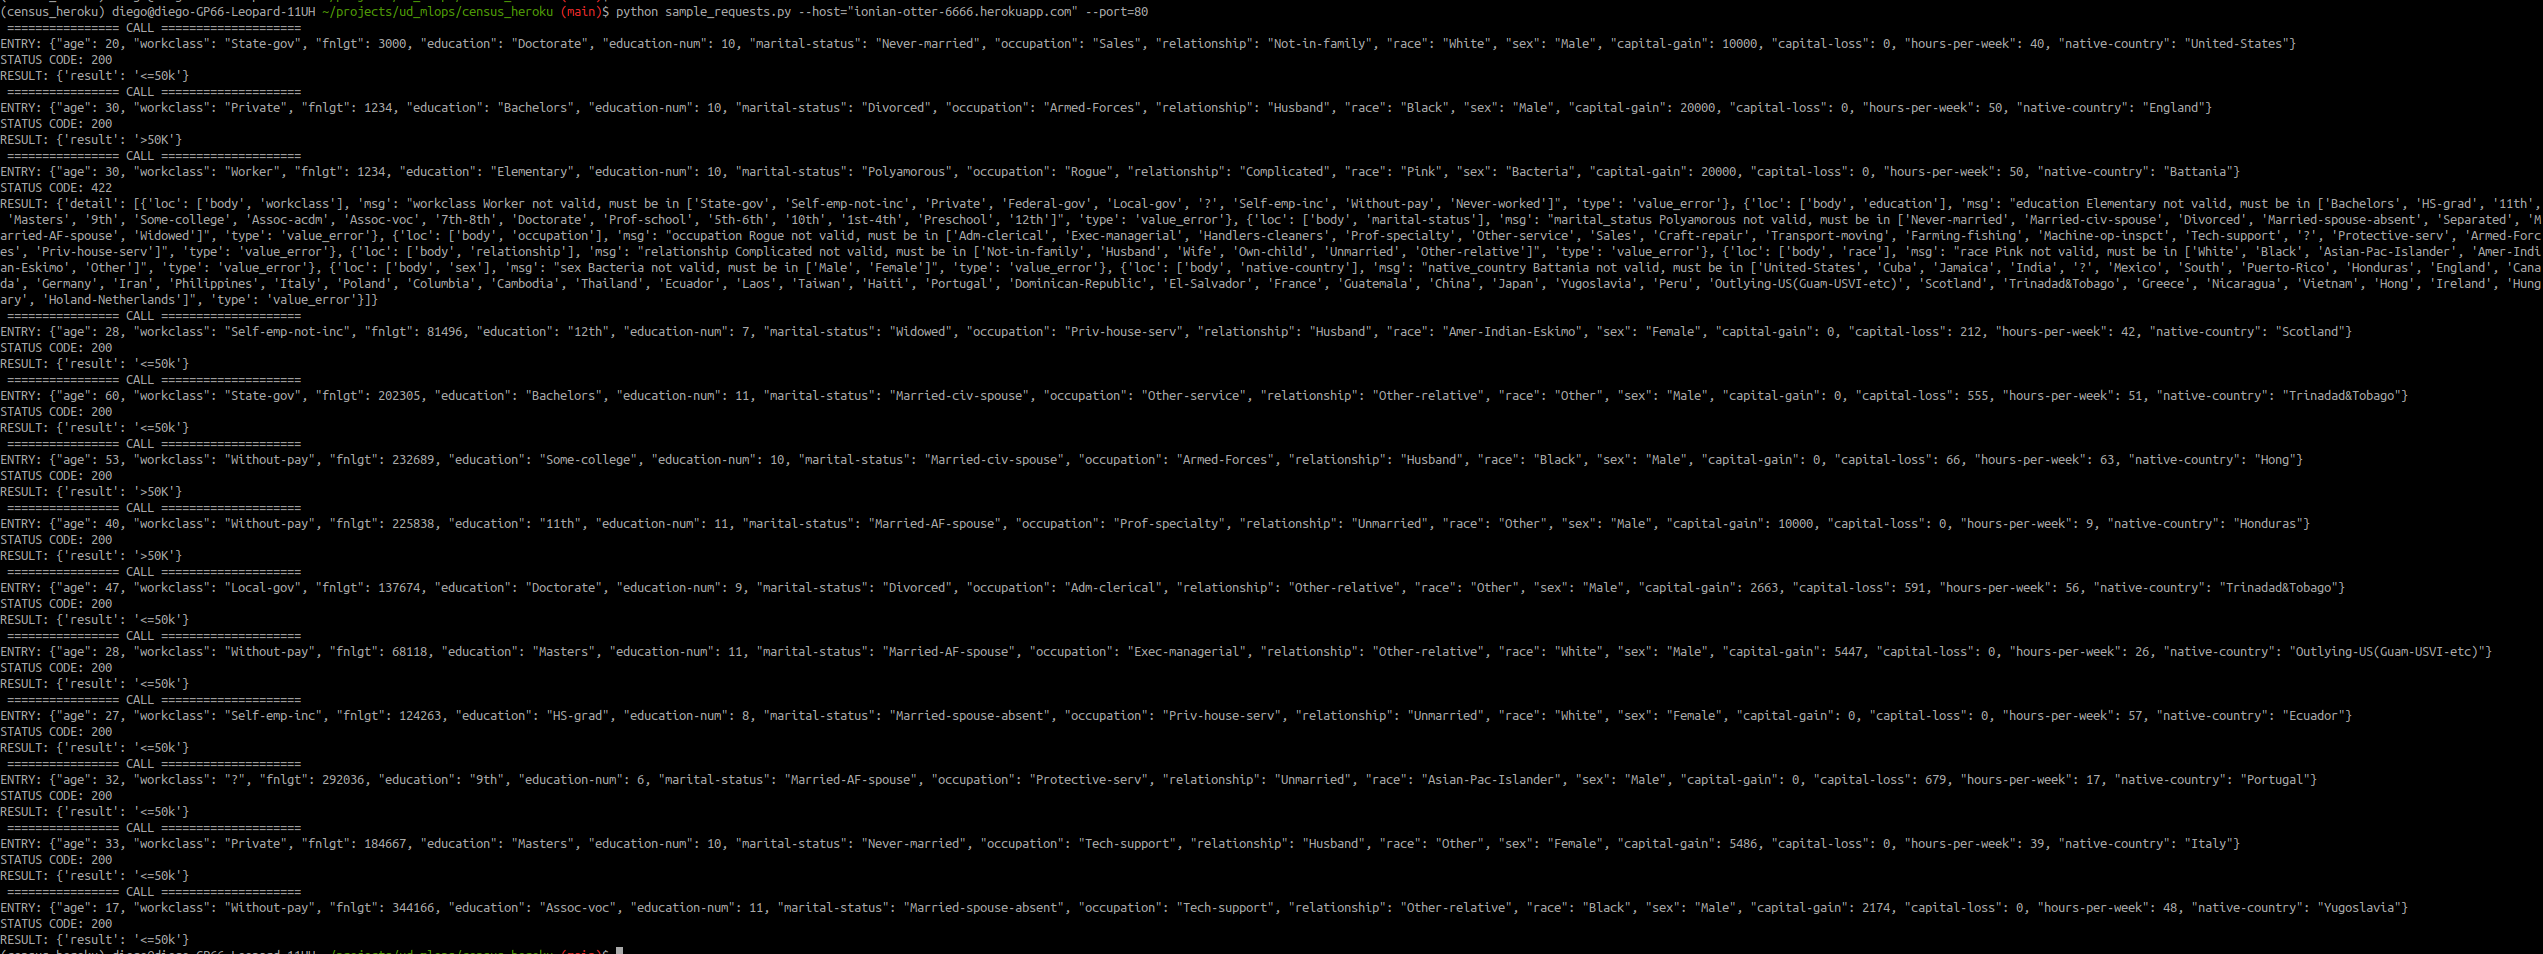 (census_heroku) diego@diego-GP66-Leopard-11UH ~/projects/ud_mlops/census_heroku (main)$ python sample_requests.py --host="ionian-otter-6666.herokuapp.com" --port=80
================ CALL ====================
ENTRY: {"age": 20, "workclass": "State-gov", "fnlgt": 3000, "education": "Doctorate", "education-num": 10, "marital-status": "Never-married", "occupation": "Sales", "relationship": "Not-in-family", "race": "White", "sex": "Male", "capital-gain": 10000, "capital-loss": 0, "hours-per-week": 40, "native-country": "United-States"}
STATUS CODE: 200
RESULT: {'result': '<=50k'}
================ CALL ====================
ENTRY: {"age": 30, "workclass": "Private", "fnlgt": 1234, "education": "Bachelors", "education-num": 10, "marital-status": "Divorced", "occupation": "Armed-Forces", "relationship": "Husband", "race": "Black", "sex": "Male", "capital-gain": 20000, "capital-loss": 0, "hours-per-week": 50, "native-country": "England"}
STATUS CODE: 200
RESULT: {'result': '>50K'}
================ CALL ====================
ENTRY: {"age": 30, "workclass": "Worker", "fnlgt": 1234, "education": "Elementary", "education-num": 10, "marital-status": "Polyamorous", "occupation": "Rogue", "relationship": "Complicated", "race": "Pink", "sex": "Bacteria", "capital-gain": 20000, "capital-loss": 0, "hours-per-week": 50, "native-country": "Battania"}
STATUS CODE: 422
RESULT: {'detail': [{'loc': ['body', 'workclass'], 'msg': "workclass Worker not valid, must be in ['State-gov', 'Self-emp-not-inc', 'Private', 'Federal-gov', 'Local-gov', '?', 'Self-emp-inc', 'Without-pay', 'Never-worked']", 'type': 'value_error'}, {'loc': ['body', 'education'], 'msg': "education Elementary not valid, must be in ['Bachelors', 'HS-grad', '11th',
'Masters', '9th', 'Some-college', 'Assoc-acdm', 'Assoc-voc', '7th-8th', 'Doctorate', 'Prof-school', '5th-6th', '10th', '1st-4th', 'Preschool', '12th']", 'type': 'value_error'}, {'loc': ['body', 'marital-status'], 'msg': "marital_status Polyamorous not valid, must be in ['Never-married', 'Married-civ-spouse', 'Divorced', 'Married-spouse-absent', 'Separated', 'M
arried-AF-spouse', 'Widowed']", 'type': 'value_error'}, {'loc': ['body', 'occupation'], 'msg': "occupation Rogue not valid, must be in ['Adm-clerical', 'Exec-managerial', 'Handlers-cleaners', 'Prof-specialty', 'Other-service', 'Sales', 'Craft-repair', 'Transport-moving', 'Farming-fishing', 'Machine-op-inspct', 'Tech-support', '?', 'Protective-serv', 'Armed-Forc
es', 'Priv-house-serv']", 'type': 'value_error'}, {'loc': ['body', 'relationship'], 'msg': "relationship Complicated not valid, must be in ['Not-in-family', 'Husband', 'Wife', 'Own-child', 'Unmarried', 'Other-relative']", 'type': 'value_error'}, {'loc': ['body', 'race'], 'msg': "race Pink not valid, must be in ['White', 'Black', 'Asian-Pac-Islander', 'Amer-Indi
an-Eskimo', 'Other']", 'type': 'value_error'}, {'loc': ['body', 'sex'], 'msg': "sex Bacteria not valid, must be in ['Male', 'Female']", 'type': 'value_error'}, {'loc': ['body', 'native-country'], 'msg': "native_country Battania not valid, must be in ['United-States', 'Cuba', 'Jamaica', 'India', '?', 'Mexico', 'South', 'Puerto-Rico', 'Honduras', 'England', 'Cana
da', 'Germany', 'Iran', 'Philippines', 'Italy', 'Poland', 'Columbia', 'Cambodia', 'Thailand', 'Ecuador', 'Laos', 'Taiwan', 'Haiti', 'Portugal', 'Dominican-Republic', 'El-Salvador', 'France', 'Guatemala', 'China', 'Japan', 'Yugoslavia', 'Peru', 'Outlying-US(Guam-USVI-etc)', 'Scotland', 'Trinadad&Tobago', 'Greece', 'Nicaragua', 'Vietnam', 'Hong', 'Ireland', 'Hung
ary', 'Holand-Netherlands']", 'type': 'value_error'}]}
================ CALL ====================
ENTRY: {"age": 28, "workclass": "Self-emp-not-inc", "fnlgt": 81496, "education": "12th", "education-num": 7, "marital-status": "Widowed", "occupation": "Priv-house-serv", "relationship": "Husband", "race": "Amer-Indian-Eskimo", "sex": "Female", "capital-gain": 0, "capital-loss": 212, "hours-per-week": 42, "native-country": "Scotland"}
STATUS CODE: 200
RESULT: {'result': '<=50k'}
================ CALL ====================
ENTRY: {"age": 60, "workclass": "State-gov", "fnlgt": 202305, "education": "Bachelors", "education-num": 11, "marital-status": "Married-civ-spouse", "occupation": "Other-service", "relationship": "Other-relative", "race": "Other", "sex": "Male", "capital-gain": 0, "capital-loss": 555, "hours-per-week": 51, "native-country": "Trinadad&Tobago"}
STATUS CODE: 200
RESULT: {'result': '<=50k'}
================ CALL ====================
ENTRY: {"age": 53, "workclass": "Without-pay", "fnlgt": 232689, "education": "Some-college", "education-num": 10, "marital-status": "Married-civ-spouse", "occupation": "Armed-Forces", "relationship": "Husband", "race": "Black", "sex": "Male", "capital-gain": 0, "capital-loss": 66, "hours-per-week": 63, "native-country": "Hong"}
STATUS CODE: 200
RESULT: {'result': '>50K'}
================ CALL ====================
ENTRY: {"age": 40, "workclass": "Without-pay", "fnlgt": 225838, "education": "11th", "education-num": 11, "marital-status": "Married-AF-spouse", "occupation": "Prof-specialty", "relationship": "Unmarried", "race": "Other", "sex": "Male", "capital-gain": 10000, "capital-loss": 0, "hours-per-week": 9, "native-country": "Honduras"}
STATUS CODE: 200
RESULT: {'result': '>50K'}
================ CALL ====================
ENTRY: {"age": 47, "workclass": "Local-gov", "fnlgt": 137674, "education": "Doctorate", "education-num": 9, "marital-status": "Divorced", "occupation": "Adm-clerical", "relationship": "Other-relative", "race": "Other", "sex": "Male", "capital-gain": 2663, "capital-loss": 591, "hours-per-week": 56, "native-country": "Trinadad&Tobago"}
STATUS CODE: 200
RESULT: {'result': '<=50k'}
================ CALL ====================
ENTRY: {"age": 28, "workclass": "Without-pay", "fnlgt": 68118, "education": "Masters", "education-num": 11, "marital-status": "Married-AF-spouse", "occupation": "Exec-managerial", "relationship": "Other-relative", "race": "White", "sex": "Male", "capital-gain": 5447, "capital-loss": 0, "hours-per-week": 26, "native-country": "Outlying-US(Guam-USVI-etc)"}
STATUS CODE: 200
RESULT: {'result': '<=50k'}
================ CALL ====================
ENTRY: {"age": 27, "workclass": "Self-emp-inc", "fnlgt": 124263, "education": "HS-grad", "education-num": 8, "marital-status": "Married-spouse-absent", "occupation": "Priv-house-serv", "relationship": "Unmarried", "race": "White", "sex": "Female", "capital-gain": 0, "capital-loss": 0, "hours-per-week": 57, "native-country": "Ecuador"}
STATUS CODE: 200
RESULT: {'result': '<=50k'}
================ CALL ====================
ENTRY: {"age": 32, "workclass": "?", "fnlgt": 292036, "education": "9th", "education-num": 6, "marital-status": "Married-AF-spouse", "occupation": "Protective-serv", "relationship": "Unmarried", "race": "Asian-Pac-Islander", "sex": "Male", "capital-gain": 0, "capital-loss": 679, "hours-per-week": 17, "native-country": "Portugal"}
STATUS CODE: 200
RESULT: {'result': '<=50k'}
================ CALL ====================
ENTRY: {"age": 33, "workclass": "Private", "fnlgt": 184667, "education": "Masters", "education-num": 10, "marital-status": "Never-married", "occupation": "Tech-support", "relationship": "Husband", "race": "Other", "sex": "Female", "capital-gain": 5486, "capital-loss": 0, "hours-per-week": 39, "native-country": "Italy"}
STATUS CODE: 200
RESULT: {'result': '<=50k'}
================ CALL ====================
ENTRY: {"age": 17, "workclass": "Without-pay", "fnlgt": 344166, "education": "Assoc-voc", "education-num": 11, "marital-status": "Married-spouse-absent", "occupation": "Tech-support", "relationship": "Other-relative", "race": "Black", "sex": "Male", "capital-gain": 2174, "capital-loss": 0, "hours-per-week": 48, "native-country": "Yugoslavia"}
STATUS CODE: 200
RESULT: {'result': '<=50k'}
(census_heroku) diego@diego-GP66-Leopard-11UH ~/projects/ud_mlops/census_heroku (main)$